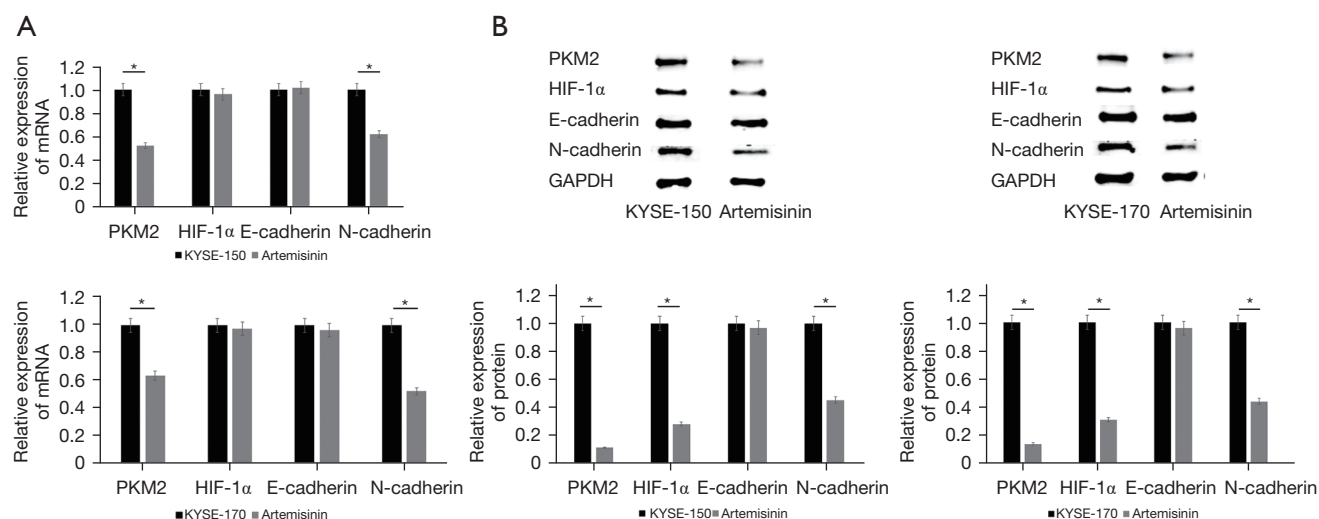 A
Relative expression
of mRNA
1.2
1.0
0.8
0.6
0.4
0.2
0
*
*
PKM2 HIF-1α E-cadherin N-cadherin
KYSE-150 Artemisinin
Relative expression
of mRNA
1.2
1.0
0.8
0.6
0.4
0.2
0
*
*
PKM2 HIF-1α E-cadherin N-cadherin
KYSE-170 Artemisinin
B
PKM2
HIF-1α
E-cadherin
N-cadherin
GAPDH
KYSE-150 Artemisinin
PKM2
HIF-1α
E-cadherin
N-cadherin
GAPDH
KYSE-170 Artemisinin
Relative expression
of protein
1.2
1.0
0.8
0.6
0.4
0.2
0
*
*
*
PKM2 HIF-1α E-cadherin N-cadherin
KYSE-150 Artemisinin
Relative expression
of protein
1.2
1.0
0.8
0.6
0.4
0.2
0
*
*
*
PKM2 HIF-1α E-cadherin N-cadherin
KYSE-170 Artemisinin